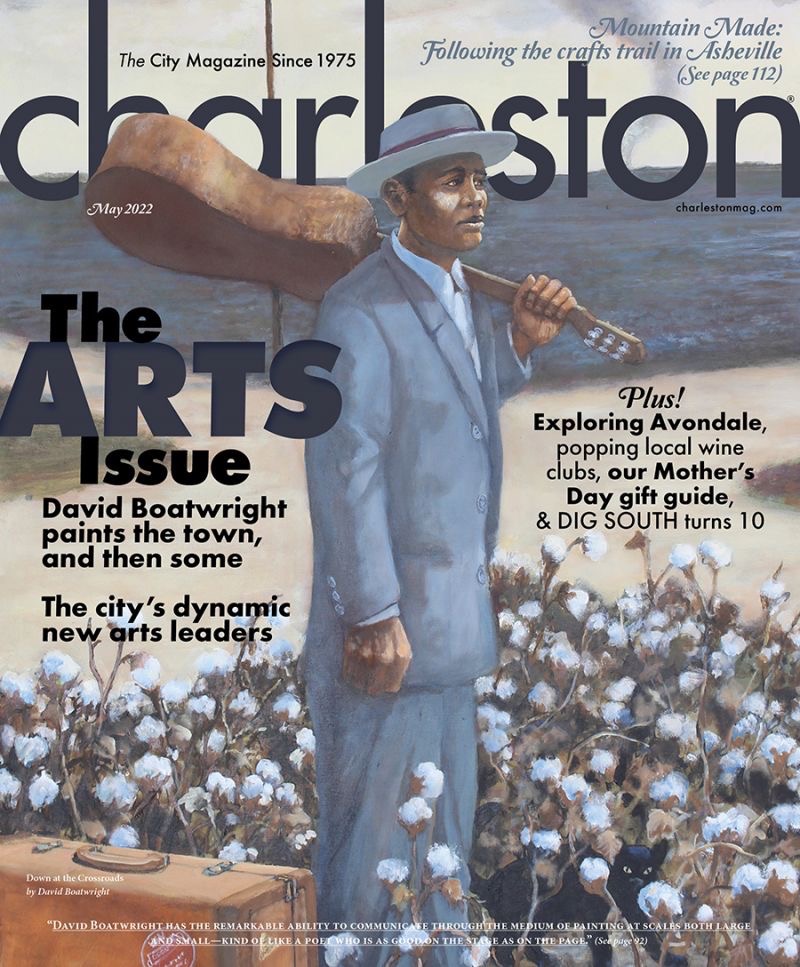 The City Magazine Since 1975
Mountain Made:
Following the crafts trail in Asheville
(See page 112)
charleston®
May 2022
charlestonmag.com
The
ARTS
Issue
David Boatwright
paints the town,
and then some
The city's dynamic
new arts leaders
Plus!
Exploring Avondale,
popping local wine
clubs, our Mother's
Day gift guide,
& DIG SOUTH turns 10
Down at the Crossroads
by David Boatwright
"David Boatwright has the remarkable ability to communicate through the medium of painting at scales both large
and small—kind of like a poet who is as good on the stage as on the page." (See page 92)